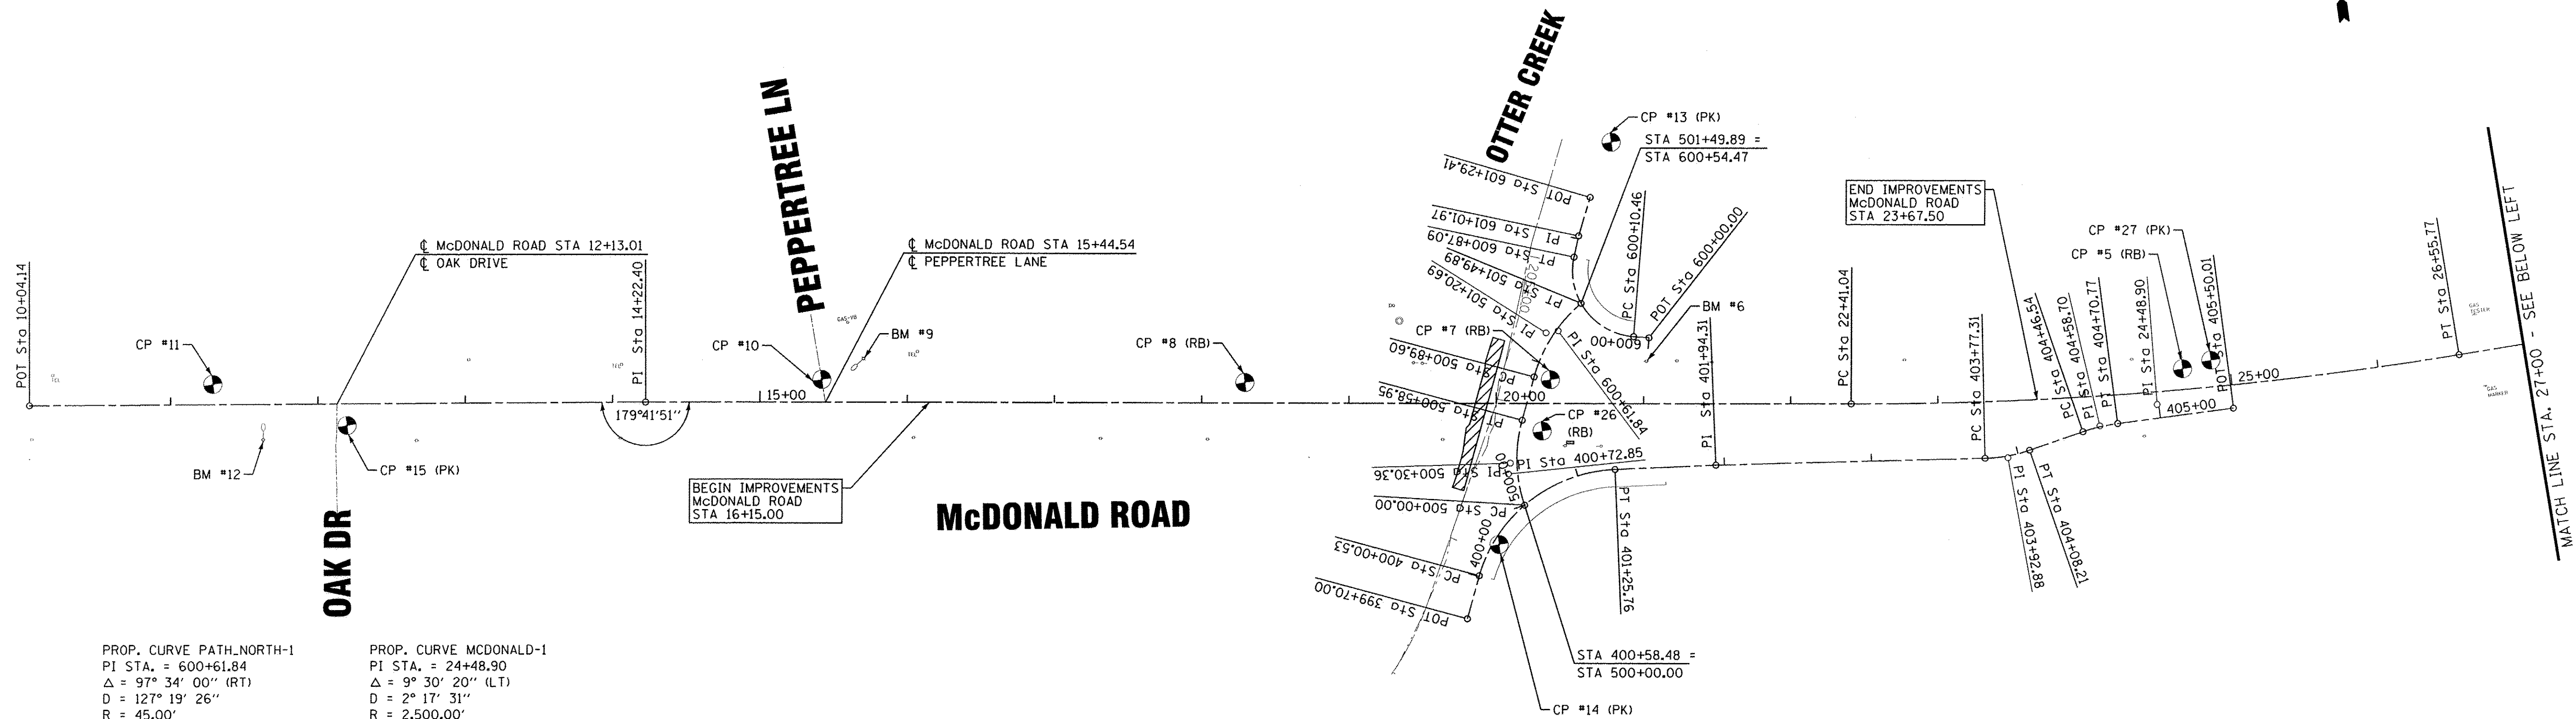 POT Sta 10+04.14
TEL
CP #11
BM #12
℄ McDONALD ROAD STA 12+13.01
℄ OAK DRIVE
CP #15 (PK)
OAK DR
TEL
PI Sta 14+22.40
179°41'51"
PEPPERTREE LN
15+00
CP #10
GAS-VB
BM #9
TEL
℄ McDONALD ROAD STA 15+44.54
℄ PEPPERTREE LANE
BEGIN IMPROVEMENTS
McDONALD ROAD
STA 16+15.00
McDONALD ROAD
CP #8 (RB)
OTTER CREEK
CP #13 (PK)
STA 501+49.89 =
STA 600+54.47
POT Sta 601+29.41
PI Sta 601+01.97
PT Sta 600+87.09
PT Sta 501+49.89
PI Sta 501+20.69
PC Sta 600+10.46
POT Sta 600+00.00
600+00
BM #6
CP #7 (RB)
PC Sta 500+89.60
PT Sta 500+58.95
PI Sta 600+61.84
20+00
CP #26
(RB)
PI Sta 500+30.36
PI Sta 400+72.85
PC Sta 500+00.00
400+00
PC Sta 400+00.53
POT Sta 399+70.00
PT Sta 401+25.76
STA 400+58.48 =
STA 500+00.00
CP #14 (PK)
PI Sta 401+94.31
PC Sta 22+41.04
END IMPROVEMENTS
McDONALD ROAD
STA 23+67.50
PC Sta 403+77.31
PI Sta 403+92.88
PT Sta 404+08.21
PC Sta 404+46.54
PI Sta 404+58.70
PT Sta 404+70.77
PI Sta 24+48.90
405+00
CP #27 (PK)
CP #5 (RB)
POT Sta 405+50.01
25+00
PT Sta 26+55.77
GAS
TESTER
GAS
MARKER
MATCH LINE STA. 27+00 - SEE BELOW LEFT
PROP. CURVE PATH_NORTH-1
PI STA. = 600+61.84
Δ = 97° 34' 00" (RT)
D = 127° 19' 26"
R = 45.00'
PROP. CURVE MCDONALD-1
PI STA. = 24+48.90
Δ = 9° 30' 20" (LT)
D = 2° 17' 31"
R = 2,500.00'